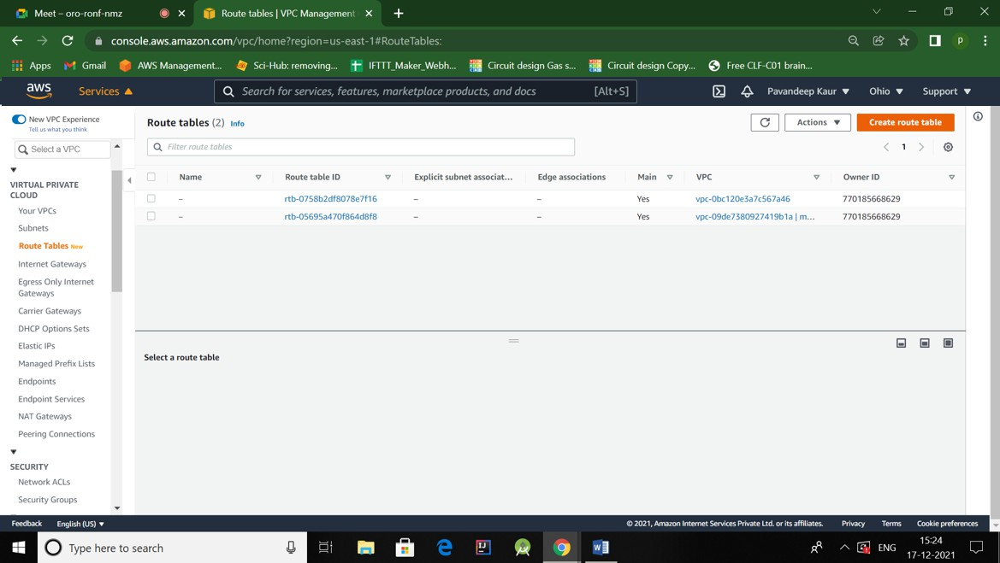 Meet – oro-ronf-nmz
Route tables | VPC Management
console.aws.amazon.com/vpc/home?region=us-east-1#RouteTables:
p
Apps
Gmail
AWS Management...
Sci-Hub: removing...
IFTTT_Maker_Webh...
Circuit design Gas s...
Circuit design Copy...
Free CLF-C01 brain...
aws
Services
Search for services, features, marketplace products, and docs
[Alt+S]
Pavandeep Kaur
Ohio
Support
New VPC Experience
Tell us what you think
Select a VPC
VIRTUAL PRIVATE
CLOUD
Your VPCs
Subnets
Route Tables New
Internet Gateways
Egress Only Internet
Gateways
Carrier Gateways
DHCP Options Sets
Elastic IPs
Managed Prefix Lists
Endpoints
Endpoint Services
NAT Gateways
Peering Connections
SECURITY
Network ACLs
Security Groups
Route tables (2) Info
Actions
Create route table
Filter route tables
1
Name Route table ID Explicit subnet associat... Edge associations Main VPC Owner ID
– rtb-0758b2df8078e7f16 – – Yes vpc-0bc120e3a7c567a46 770185668629
– rtb-05695a470f864d8f8 – – Yes vpc-09de7380927419b1a | m... 770185668629
Select a route table
Feedback English (US) © 2021, Amazon Internet Services Private Ltd. or its affiliates. Privacy Terms Cookie preferences
Type here to search
ENG
15:24
17-12-2021